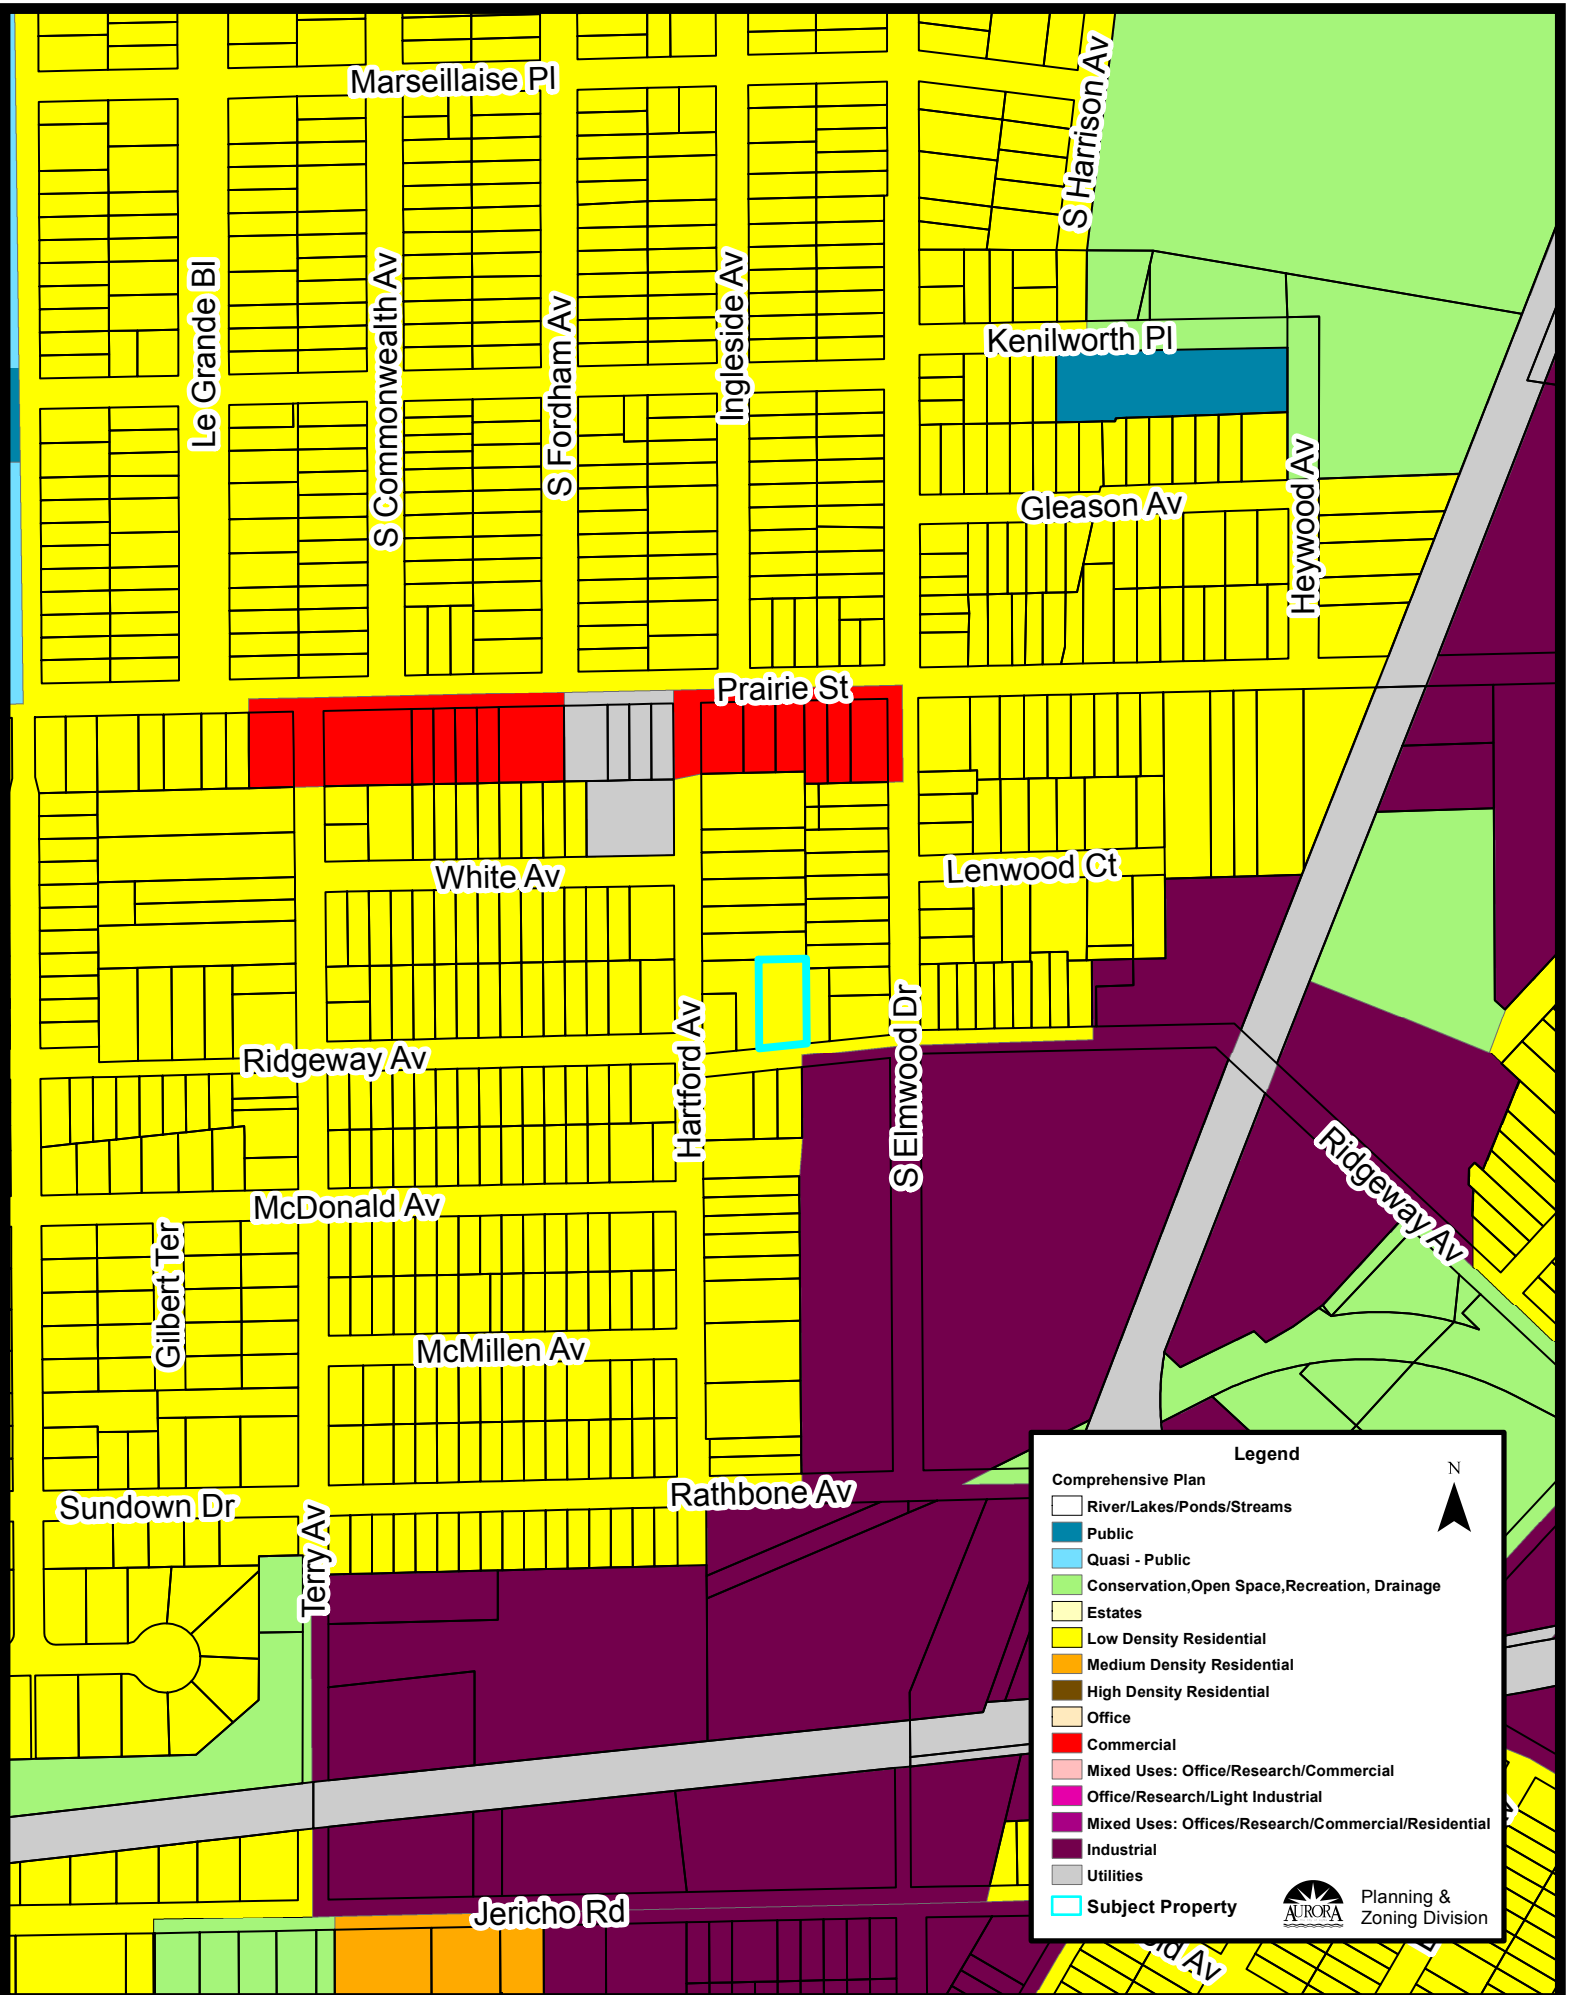 Marseillaise Pl
S Harrison Av
Le Grande Bl
S Commonwealth Av
S Fordham Av
Ingleside Av
Kenilworth Pl
Gleason Av
Heywood Av
Prairie St
White Av
Lenwood Ct
Ridgeway Av
Hartford Av
S Elmwood Dr
Ridgeway Av
McDonald Av
Gilbert Ter
McMillen Av
Rathbone Av
Sundown Dr
Terry Av
Jericho Rd
Legend
N
Comprehensive Plan
River/Lakes/Ponds/Streams
Public
Quasi - Public
Conservation,Open Space,Recreation, Drainage
Estates
Low Density Residential
Medium Density Residential
High Density Residential
Office
Commercial
Mixed Uses: Office/Research/Commercial
Office/Research/Light Industrial
Mixed Uses: Offices/Research/Commercial/Residential
Industrial
Utilities
Subject Property
AURORA
Planning &
Zoning Division
Av